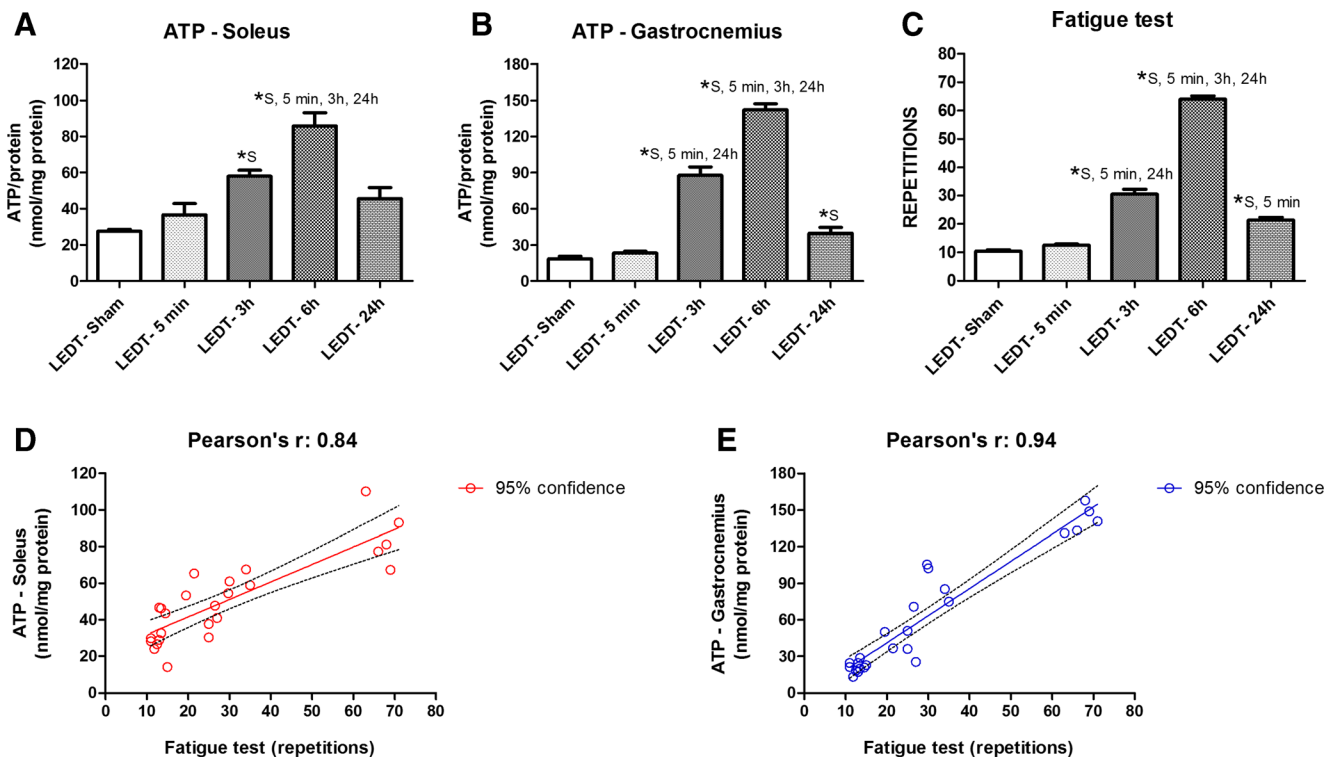 A
ATP - Soleus
ATP/protein
(nmol/mg protein)
120
100
80
60
40
20
0
*S
*S, 5 min, 3h, 24h
LEDT- Sham
LEDT- 5 min
LEDT- 3h
LEDT- 6h
LEDT- 24h
B
ATP - Gastrocnemius
ATP/protein
(nmol/mg protein)
180
150
120
90
60
30
0
*S, 5 min, 24h
*S, 5 min, 3h, 24h
*S
LEDT- Sham
LEDT- 5 min
LEDT- 3h
LEDT- 6h
LEDT- 24h
C
Fatigue test
REPETITIONS
80
70
60
50
40
30
20
10
0
*S, 5 min, 24h
*S, 5 min, 3h, 24h
*S, 5 min
LEDT- Sham
LEDT- 5 min
LEDT- 3h
LEDT- 6h
LEDT- 24h
D
Pearson's r: 0.84
ATP - Soleus
(nmol/mg protein)
120
100
80
60
40
20
0
0 10 20 30 40 50 60 70 80
Fatigue test (repetitions)
95% confidence
E
Pearson's r: 0.94
ATP - Gastrocnemius
(nmol/mg protein)
180
150
120
90
60
30
0
0 10 20 30 40 50 60 70 80
Fatigue test (repetitions)
95% confidence